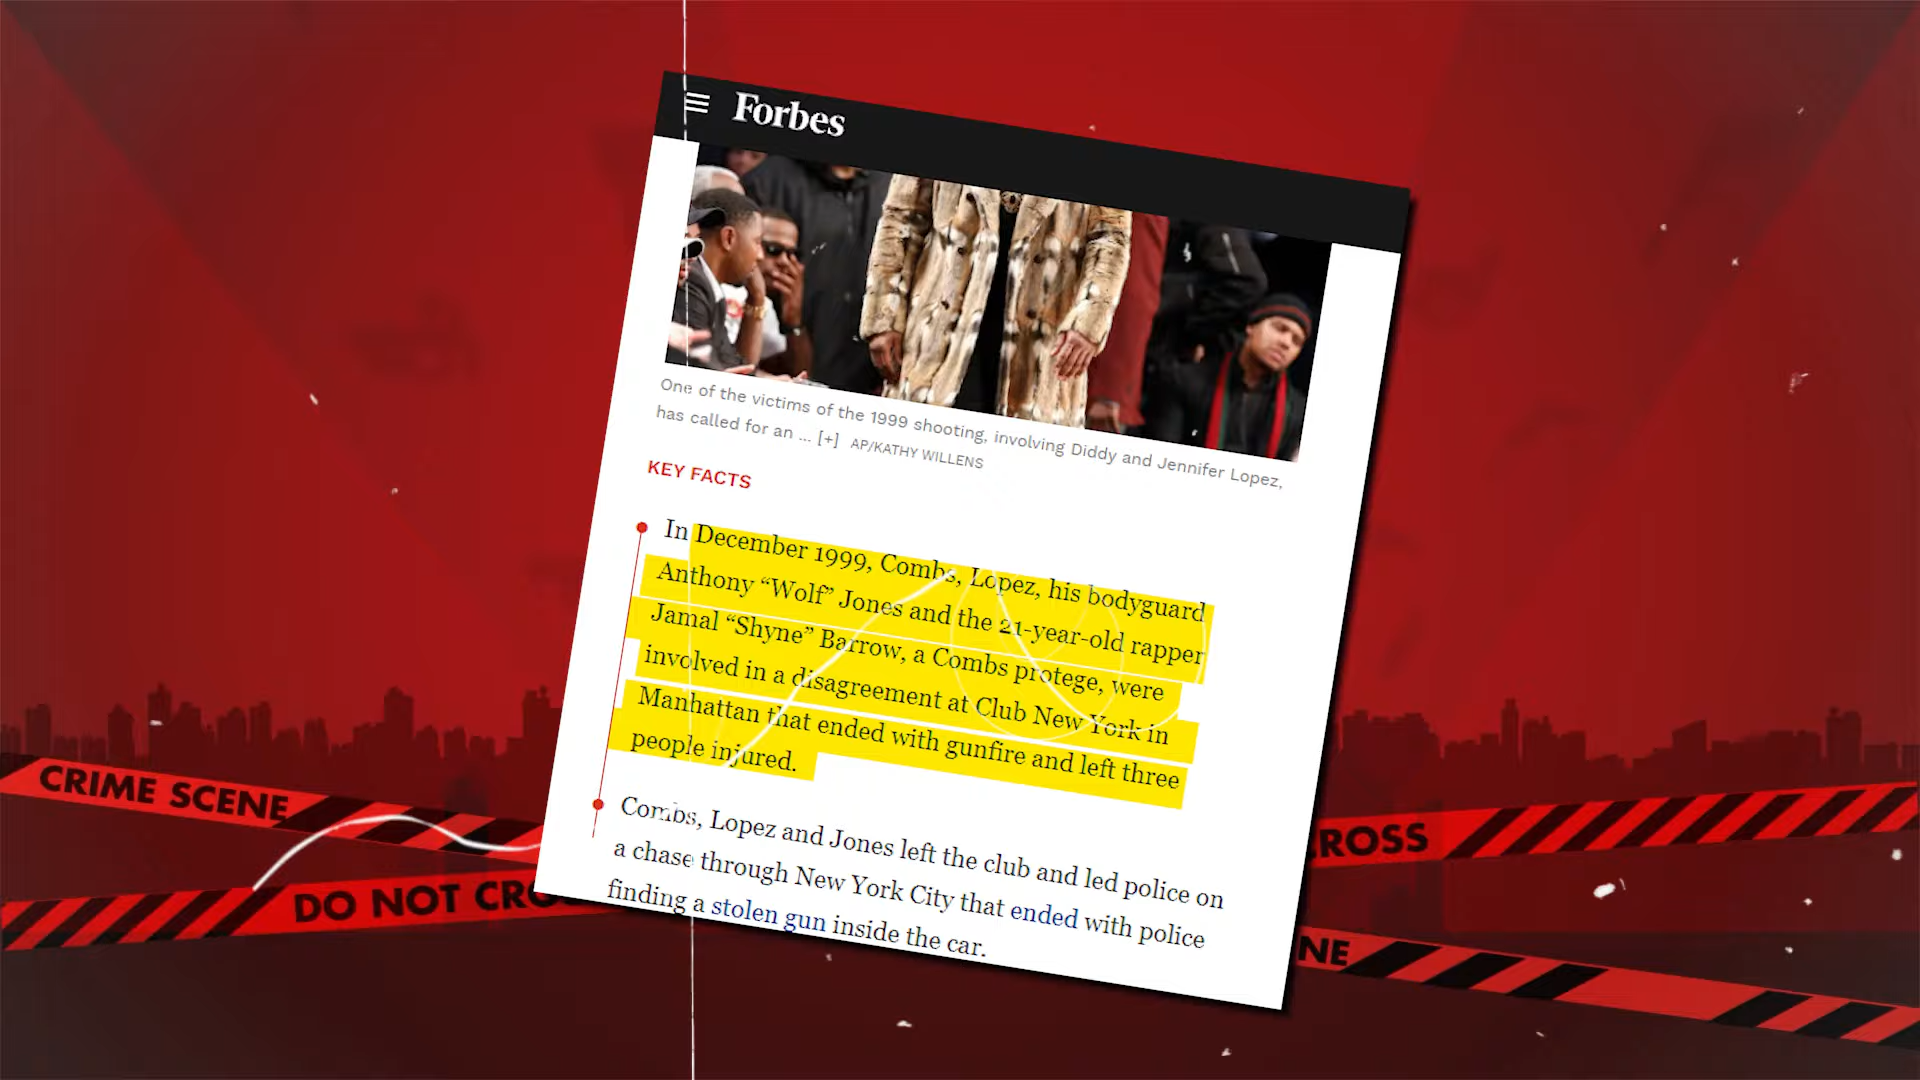 Forbes
One of the victims of the 1999 shooting, involving Diddy and Jennifer Lopez,
has called for an ... [+] AP/KATHY WILLENS
KEY FACTS
In December 1999, Combs, Lopez, his bodyguard
Anthony “Wolf” Jones and the 21-year-old rapper
Jamal “Shyne” Barrow, a Combs protege, were
involved in a disagreement at Club New York in
Manhattan that ended with gunfire and left three
people injured.
Combs, Lopez and Jones left the club and led police on
a chase through New York City that ended with police
finding a stolen gun inside the car.
CRIME SCENE
DO NOT CRO
ROSS
NE